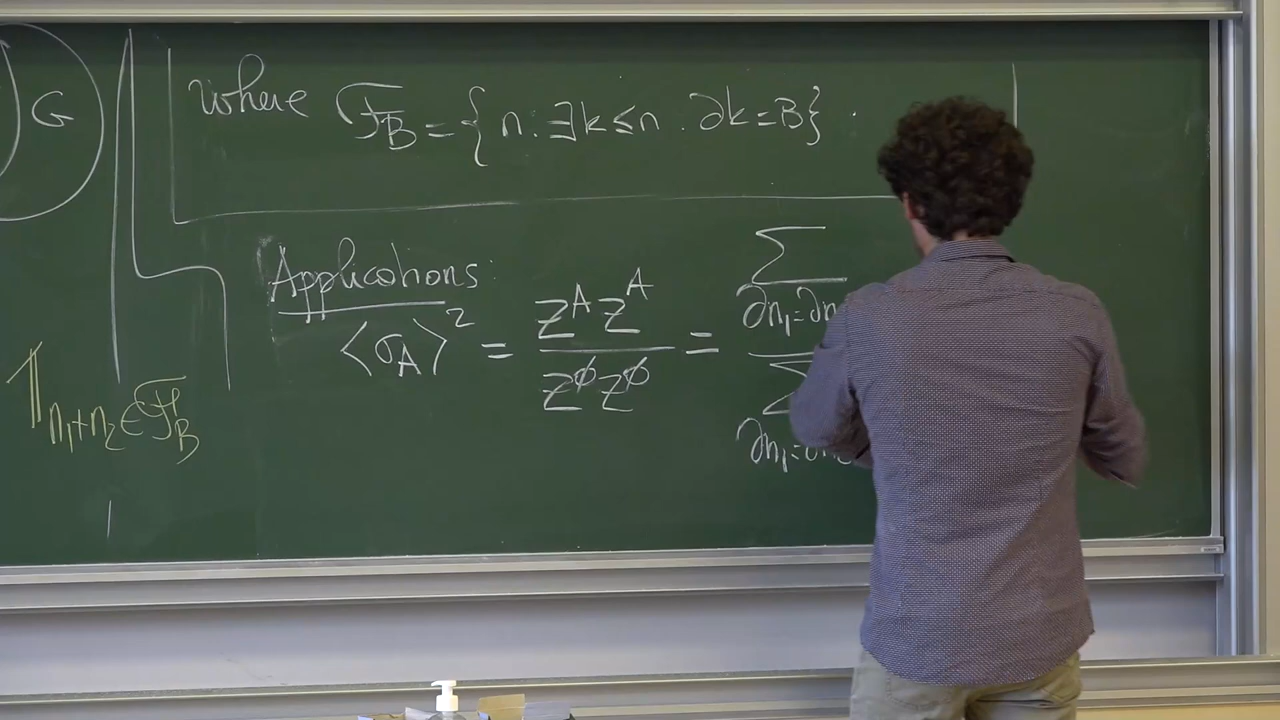 G
where 𝓕_B = { n : ∃k ≤ n . ∂k = B } .
Applications:
⟨σ_A⟩² = Z^A Z^A / Z^∅ Z^∅ = ∑_{∂n₁=∂n / ∑_{∂n₁=∂n
𝟙_{n₁+n₂∈𝓕_B}